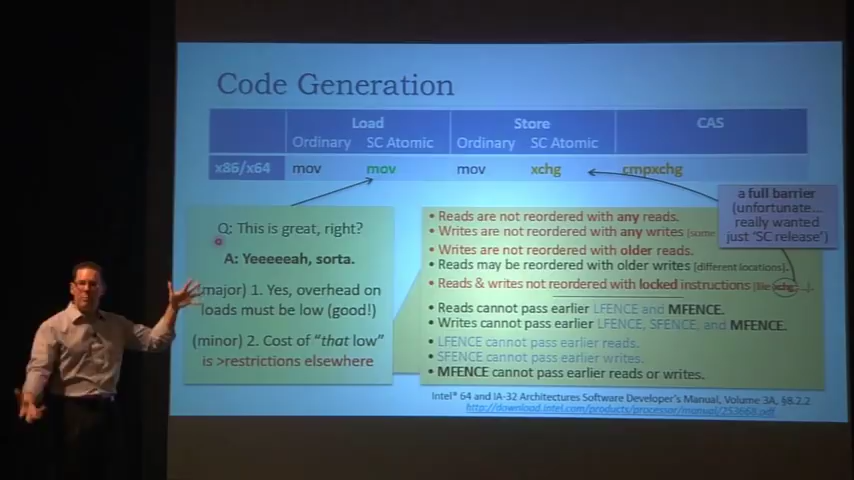 Code Generation
Load Store CAS
Ordinary SC Atomic Ordinary SC Atomic
x86/x64 mov mov mov xchg cmpxchg
a full barrier
(unfortunate...
really wanted
just 'SC release')
Q: This is great, right?
A: Yeeeeeah, sorta.
(major) 1. Yes, overhead on
loads must be low (good!)
(minor) 2. Cost of "that low"
is >restrictions elsewhere
• Reads are not reordered with any reads.
• Writes are not reordered with any writes (some
• Writes are not reordered with older reads.
• Reads may be reordered with older writes (different locations).
• Reads & writes not reordered with locked instructions (like xchg, ...).
• Reads cannot pass earlier LFENCE and MFENCE.
• Writes cannot pass earlier LFENCE, SFENCE, and MFENCE.
• LFENCE cannot pass earlier reads.
• SFENCE cannot pass earlier writes.
• MFENCE cannot pass earlier reads or writes.
Intel® 64 and IA-32 Architectures Software Developer's Manual, Volume 3A, §8.2.2
http://download.intel.com/products/processor/manual/253668.pdf